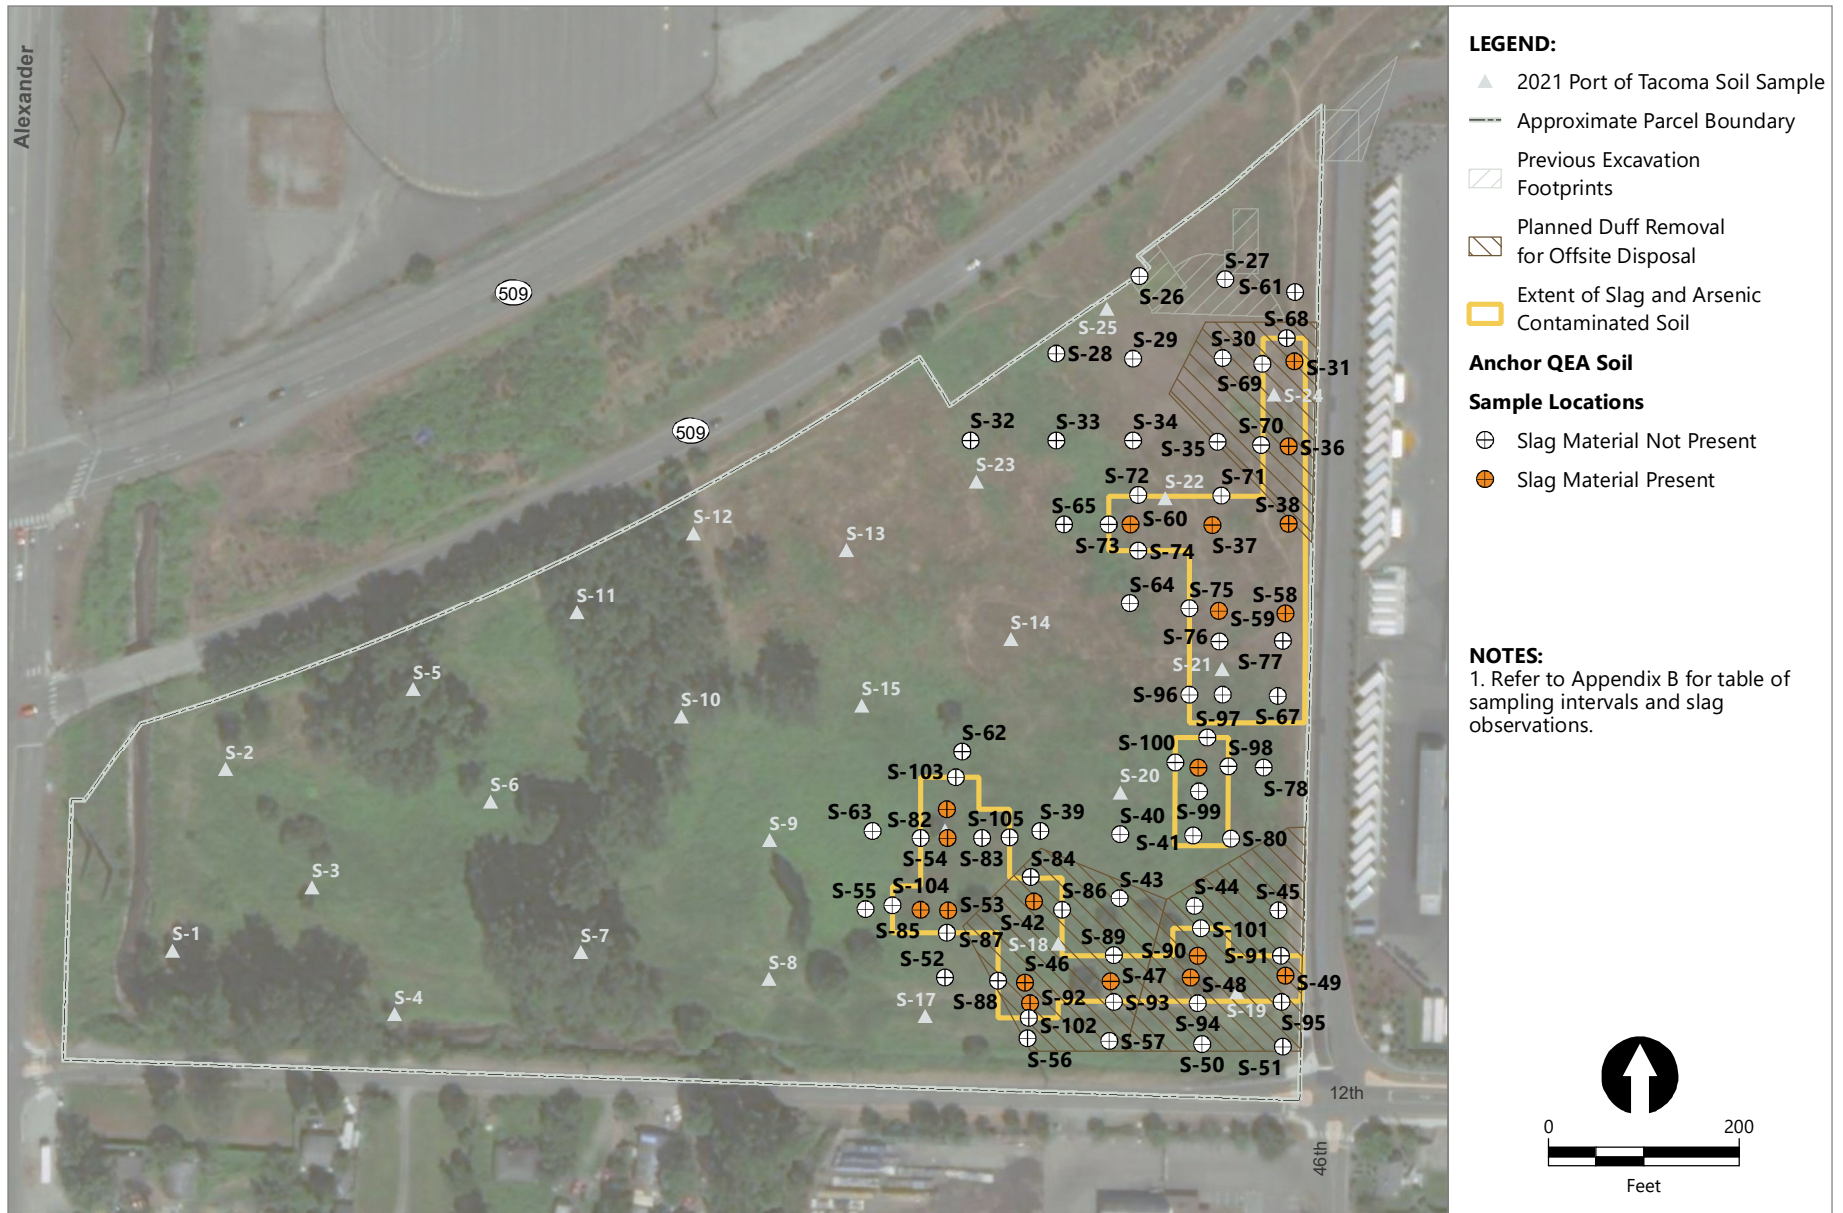 Alexander
509
509
S-27
S-61
S-26
S-25
S-68
S-28
S-29
S-30
S-31
S-69
S-24
S-32
S-33
S-34
S-35
S-70
S-36
S-23
S-72
S-22
S-71
S-12
S-13
S-65
S-60
S-38
S-73
S-74
S-37
S-11
S-64
S-75
S-58
S-59
S-14
S-76
S-21
S-77
S-5
S-10
S-15
S-96
S-67
S-97
S-62
S-100
S-98
S-2
S-103
S-20
S-78
S-6
S-63
S-82
S-105
S-39
S-40
S-99
S-9
S-41
S-80
S-54
S-83
S-84
S-3
S-55
S-104
S-86
S-43
S-44
S-45
S-53
S-42
S-1
S-85
S-87
S-18
S-89
S-90
S-101
S-91
S-7
S-8
S-52
S-46
S-47
S-48
S-49
S-4
S-17
S-88
S-92
S-93
S-19
S-102
S-94
S-95
S-56
S-57
S-50
S-51
12th
46th
LEGEND:
2021 Port of Tacoma Soil Sample
Approximate Parcel Boundary
Previous Excavation
Footprints
Planned Duff Removal
for Offsite Disposal
Extent of Slag and Arsenic
Contaminated Soil
Anchor QEA Soil
Sample Locations
Slag Material Not Present
Slag Material Present
NOTES:
1. Refer to Appendix B for table of
sampling intervals and slag
observations.
0 200
Feet